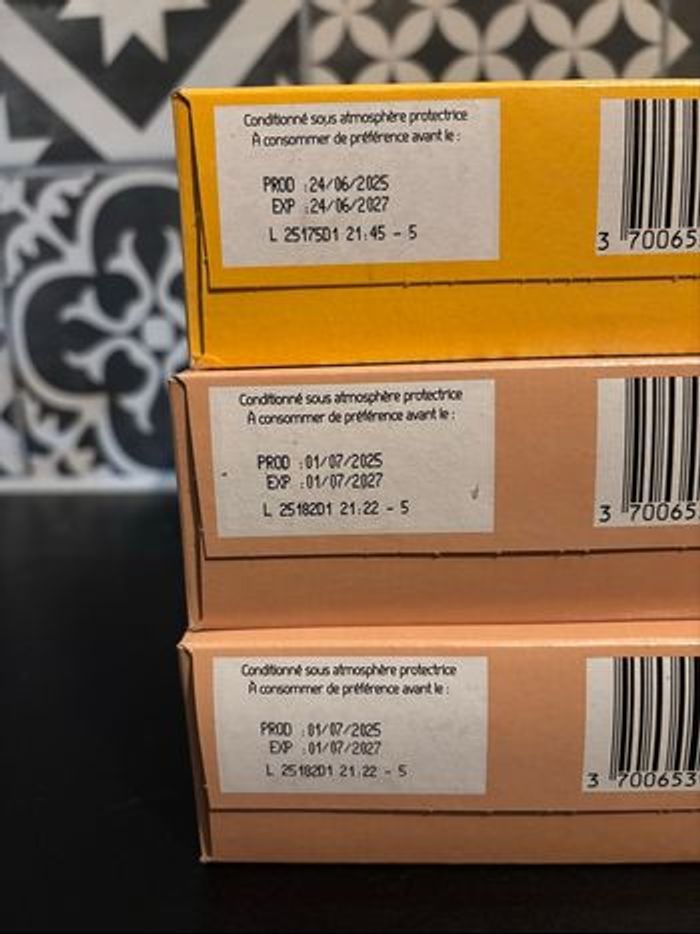 Conditionné sous atmosphère protectrice
À consommer de préférence avant le :
PROD :24/06/2025
EXP :24/06/2027
L 2517501 21:45 - 5
3 70065
Conditionné sous atmosphère protectrice
À consommer de préférence avant le :
PROD :01/07/2025
EXP :01/07/2027
L 2518201 21:22 - 5
3 70065
Conditionné sous atmosphère protectrice
À consommer de préférence avant le :
PROD :01/07/2025
EXP :01/07/2027
L 2518201 21:22 - 5
3 700653